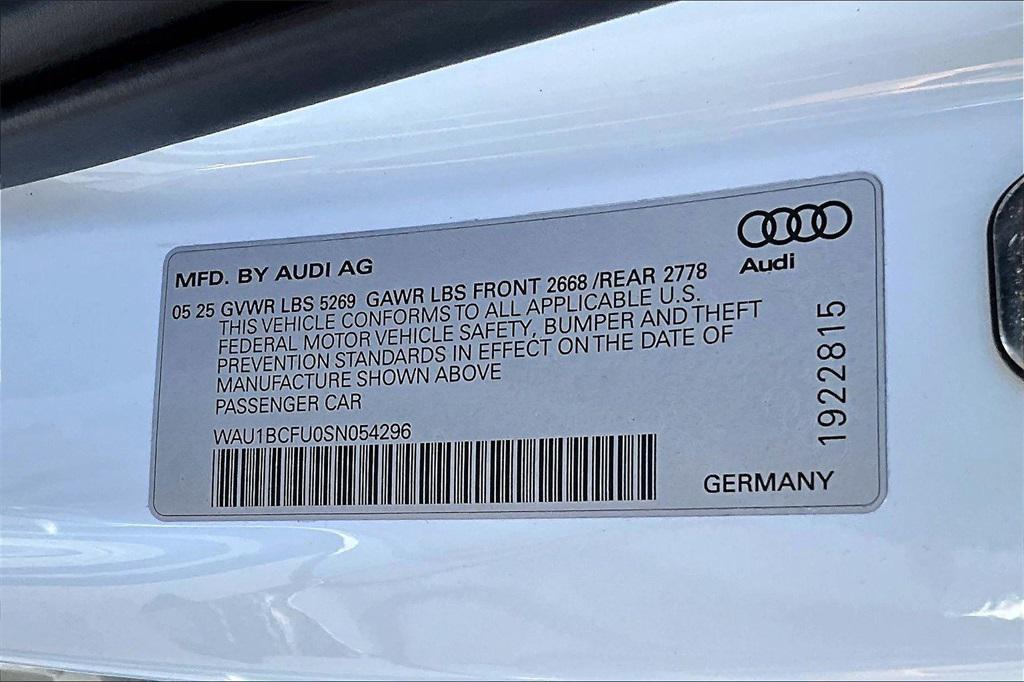 Audi
MFD. BY AUDI AG
05 25 GVWR LBS 5269 GAWR LBS FRONT 2668 /REAR 2778
THIS VEHICLE CONFORMS TO ALL APPLICABLE U.S.
FEDERAL MOTOR VEHICLE SAFETY, BUMPER AND THEFT
PREVENTION STANDARDS IN EFFECT ON THE DATE OF
MANUFACTURE SHOWN ABOVE
PASSENGER CAR
WAU1BCFU0SN054296
1922815
GERMANY